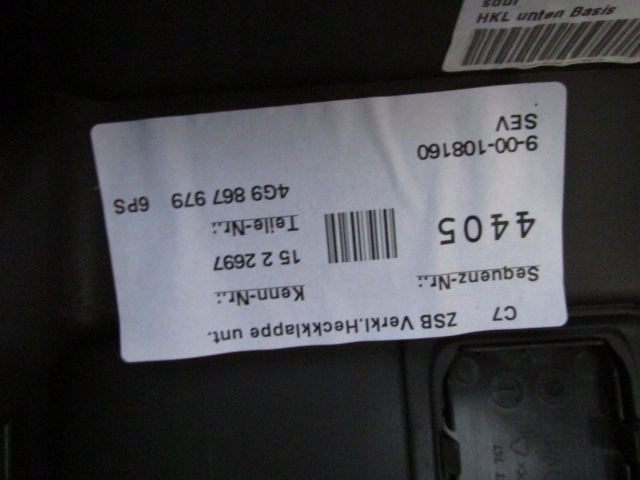 C7 ZSB Verkl.Heckklappe unt.
Sequenz-Nr.: Kenn-Nr.:
4405 15 2 2697
Teile-Nr.:
4G9 867 979 6PS
9-00-108160
SEV
HKL unten Basis